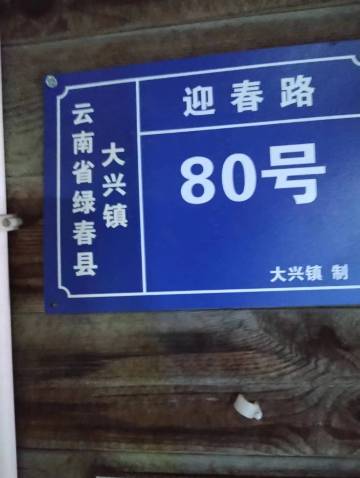 云南省绿春县
大兴镇
迎春路
80号
大兴镇 制